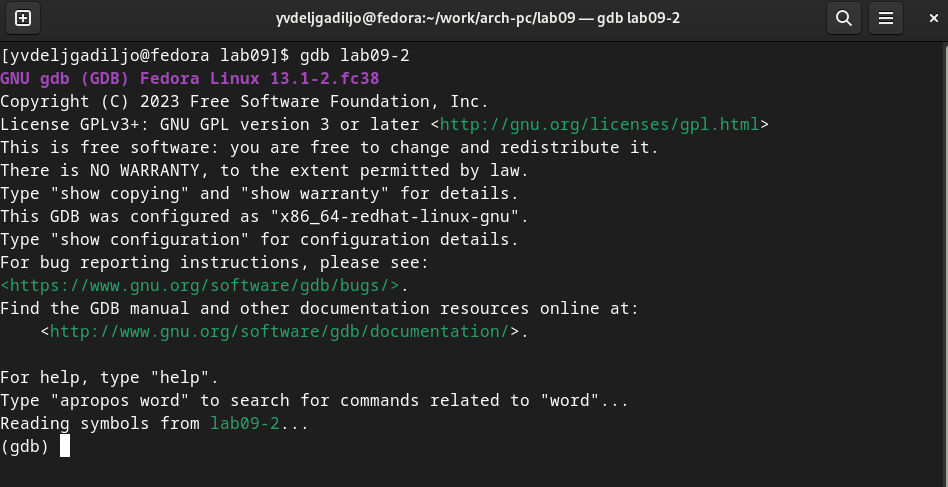 yvdeljgadiljo@fedora:~/work/arch-pc/lab09 — gdb lab09-2
[yvdeljgadiljo@fedora lab09]$ gdb lab09-2
GNU gdb (GDB) Fedora Linux 13.1-2.fc38
Copyright (C) 2023 Free Software Foundation, Inc.
License GPLv3+: GNU GPL version 3 or later <http://gnu.org/licenses/gpl.html>
This is free software: you are free to change and redistribute it.
There is NO WARRANTY, to the extent permitted by law.
Type "show copying" and "show warranty" for details.
This GDB was configured as "x86_64-redhat-linux-gnu".
Type "show configuration" for configuration details.
For bug reporting instructions, please see:
<https://www.gnu.org/software/gdb/bugs/>.
Find the GDB manual and other documentation resources online at:
    <http://www.gnu.org/software/gdb/documentation/>.
For help, type "help".
Type "apropos word" to search for commands related to "word"...
Reading symbols from lab09-2...
(gdb)